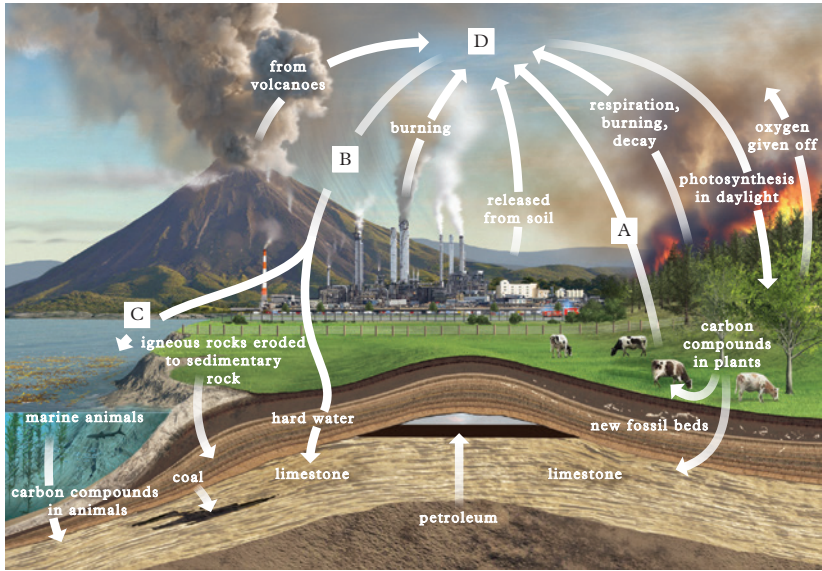 D
from
volcanoes
burning
respiration,
burning,
decay
oxygen
given off
B
photosynthesis
in daylight
released
from soil
A
C
igneous rocks eroded
to sedimentary
rock
carbon
compounds
in plants
marine animals
hard water
new fossil beds
coal
limestone
limestone
carbon compounds
in animals
petroleum